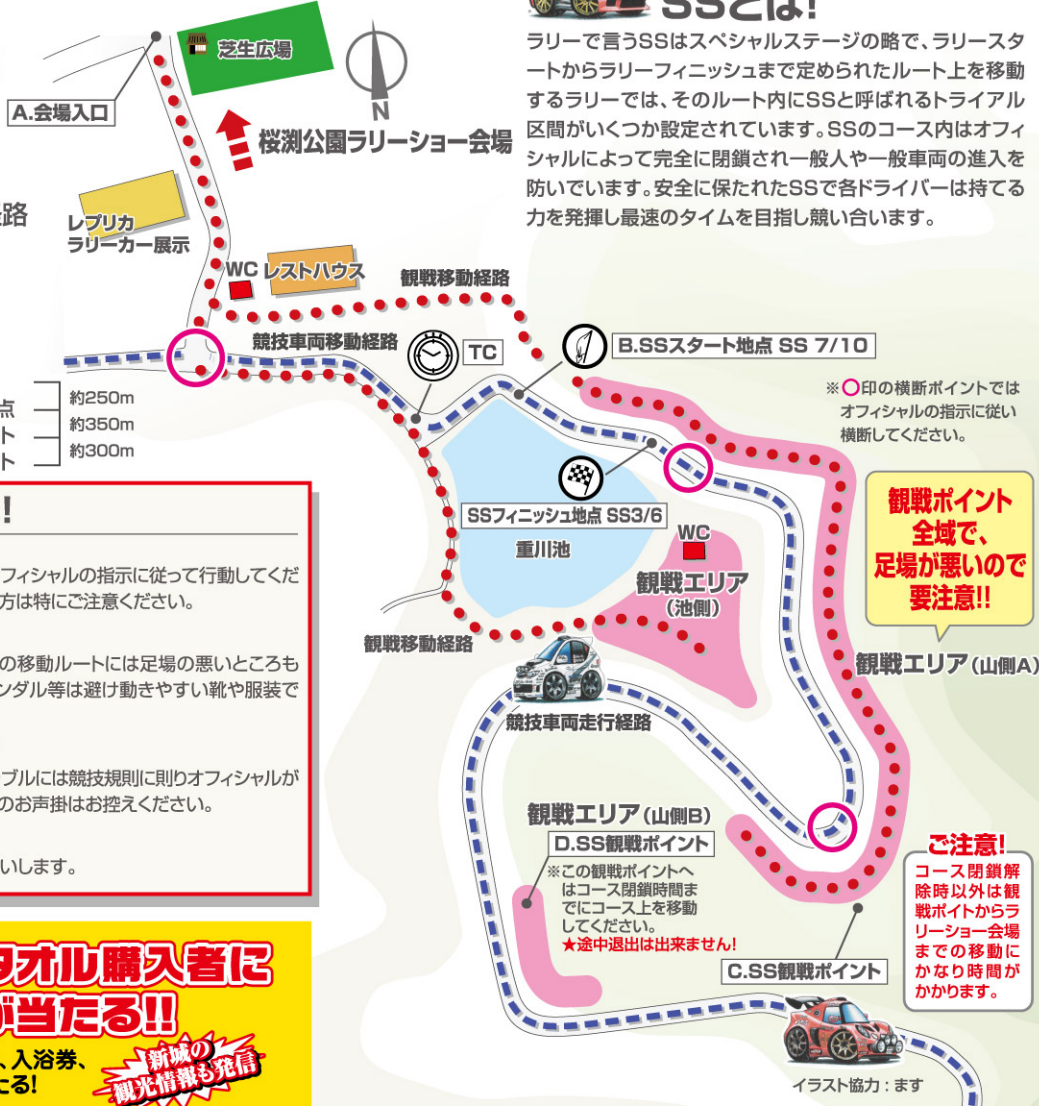 SSとは!
ラリーで言うSSはスペシャルステージの略で、ラリースタ
ートからラリーフィニッシュまで定められたルート上を移動
するラリーでは、そのルート内にSSと呼ばれるトライアル
区間がいくつか設定されています。SSのコース内はオフィ
シャルによって完全に閉鎖され一般人や一般車両の進入を
防いでいます。安全に保たれたSSで各ドライバーは持てる
力を発揮し最速のタイムを目指し競い合います。
芝生広場
A.会場入口
N
桜渕公園ラリーショー会場
路
レプリカ
ラリーカー展示
WC
レストハウス
観戦移動経路
競技車両移動経路
TC
B.SSスタート地点 SS 7/10
※○印の横断ポイントでは
オフィシャルの指示に従い
横断してください。
点
約250m
ト
約350m
ト
約300m
SSフィニッシュ地点 SS3/6
重川池
WC
観戦エリア
(池側)
観戦ポイント
全域で、
足場が悪いので
要注意!!
観戦エリア(山側A)
観戦移動経路
競技車両走行経路
!
フィシャルの指示に従って行動してくだ
方は特にご注意ください。
の移動ルートには足場の悪いところも
ンダル等は避け動きやすい靴や服装で
ブルには競技規則に則りオフィシャルが
のお声掛はお控えください。
いします。
観戦エリア(山側B)
D.SS観戦ポイント
※この観戦ポイントへ
はコース閉鎖時間ま
でにコース上を移動
してください。
★途中退出は出来ません!
C.SS観戦ポイント
ご注意!
コース閉鎖解
除時以外は観
戦ポイトからラ
リーショー会場
までの移動に
かなり時間が
かかります。
タオル購入者に
が当たる!!
、入浴券、
たる!
新城の
観光情報も発信
イラスト協力:ます